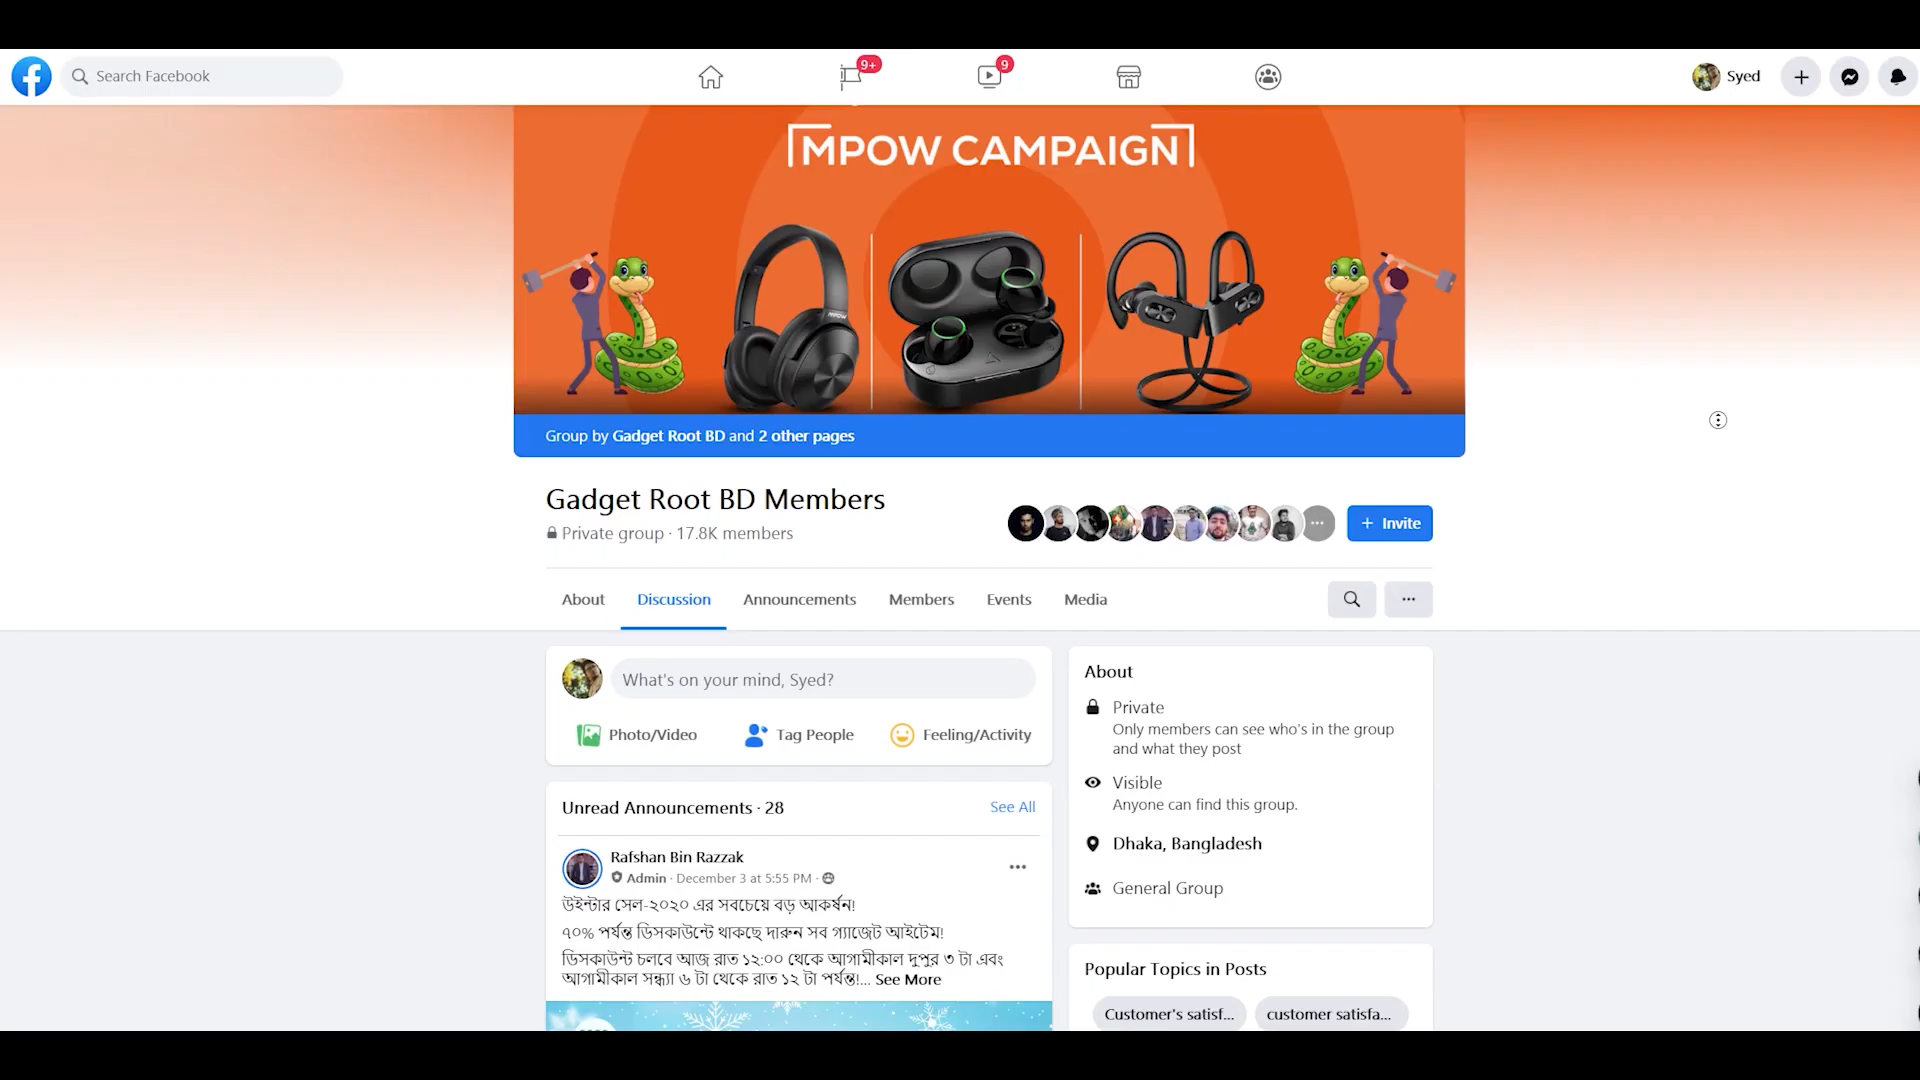 Search Facebook
9+
9
Syed
MPOW CAMPAIGN
mpow
Group by Gadget Root BD and 2 other pages
Gadget Root BD Members
Private group · 17.8K members
+ Invite
About
Discussion
Announcements
Members
Events
Media
What's on your mind, Syed?
Photo/Video
Tag People
Feeling/Activity
Unread Announcements · 28
See All
Rafshan Bin Razzak
Admin · December 3 at 5:55 PM ·
উইন্টার সেল-২০২০ এর সবচেয়ে বড় আকর্ষন!
৭০% পর্যন্ত ডিসকাউন্টে থাকছে দারুন সব গ্যাজেট আইটেম!
ডিসকাউন্ট চলবে আজ রাত ১২:০০ থেকে আগামীকাল দুপুর ৩ টা এবং
আগামীকাল সন্ধ্যা ৬ টা থেকে রাত ১২ টা পর্যন্ত!... See More
About
Private
Only members can see who's in the group
and what they post
Visible
Anyone can find this group.
Dhaka, Bangladesh
General Group
Popular Topics in Posts
Customer's satisf...
customer satisfa...